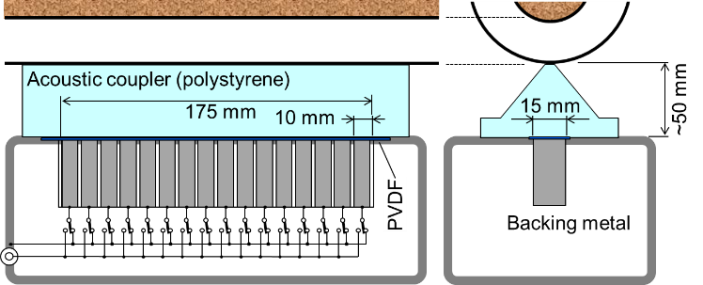 Acoustic coupler (polystyrene)
175 mm
10 mm
PVDF
15 mm
~50 mm
Backing metal